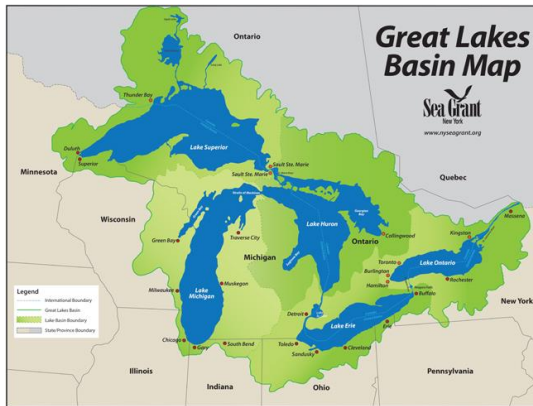 Great Lakes
Basin Map
Sea Grant
New York
www.nyseagrant.org
Ontario
Thunder Bay
Lake Superior
Duluth
Superior
Minnesota
Sault Ste. Marie
Sault Ste. Marie
Quebec
Wisconsin
Green Bay
Traverse City
Michigan
Lake Huron
Ontario
Collingwood
Kingston
Massena
Toronto
Lake Ontario
Burlington
Hamilton
Rochester
Buffalo
New York
Milwaukee
Lake
Michigan
Muskegon
Detroit
Lake Erie
Erie
Chicago
Gary
South Bend
Toledo
Sandusky
Cleveland
Illinois
Indiana
Ohio
Pennsylvania
Legend
International Boundary
Great Lakes Basin
Lake Basin Boundary
State/Province Boundary